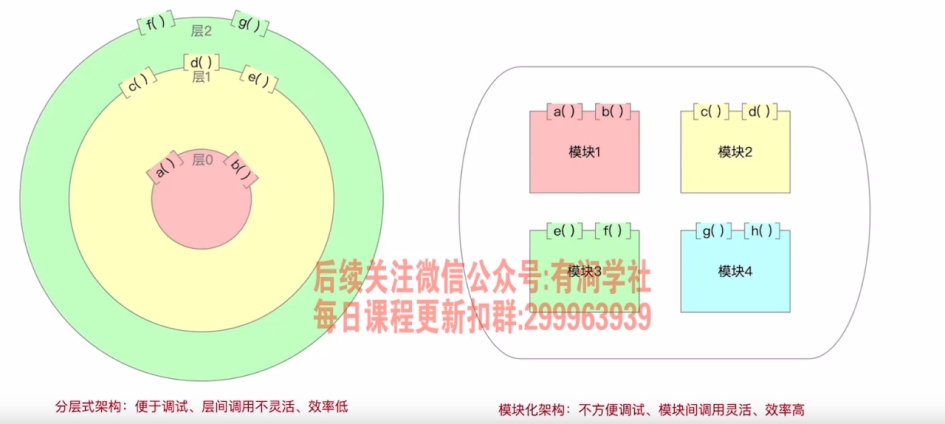 f( )
g( )
层2
d( )
c( )
层1
e( )
层0
a( )
b( )
a( ) b( )
模块1
c( ) d( )
模块2
e( ) f( )
模块3
g( ) h( )
模块4
后续关注微信公众号:有涧学社
每日课程更新扣群:299963939
分层式架构：便于调试、层间调用不灵活、效率低
模块化架构：不方便调试、模块间调用灵活、效率高